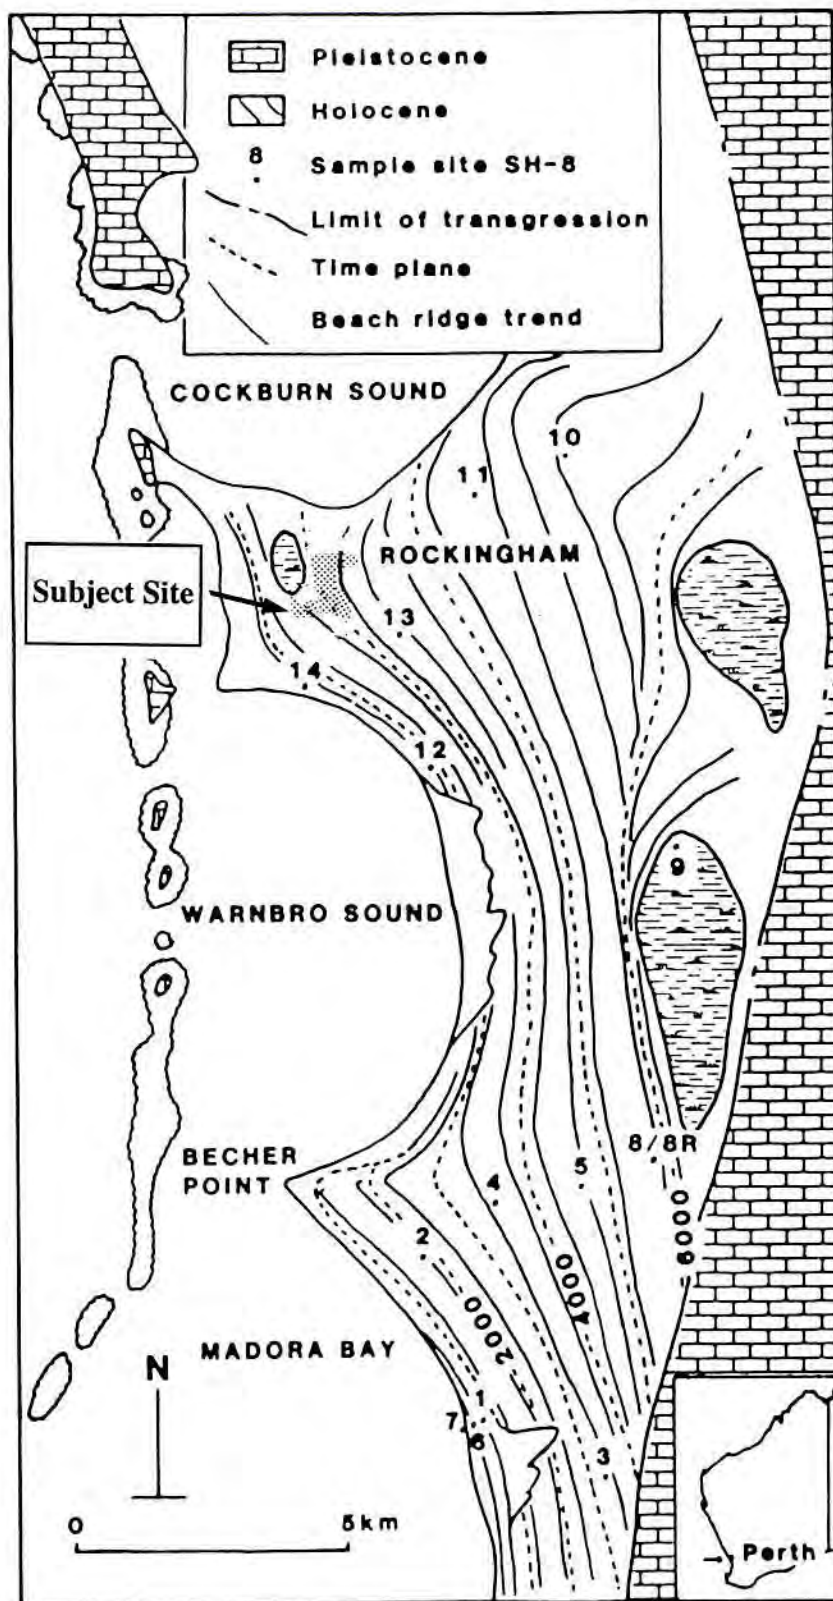 Pleistocene
Holocene
8
Sample site SH-8
Limit of transgression
Time plane
Beach ridge trend
COCKBURN SOUND
10
11
ROCKINGHAM
Subject Site
13
14
12
9
WARNBRO SOUND
8/8R
BECHER
POINT
5
4
2
6000
4000
2000
MADORA BAY
N
1
7
6
3
0 5km
Perth